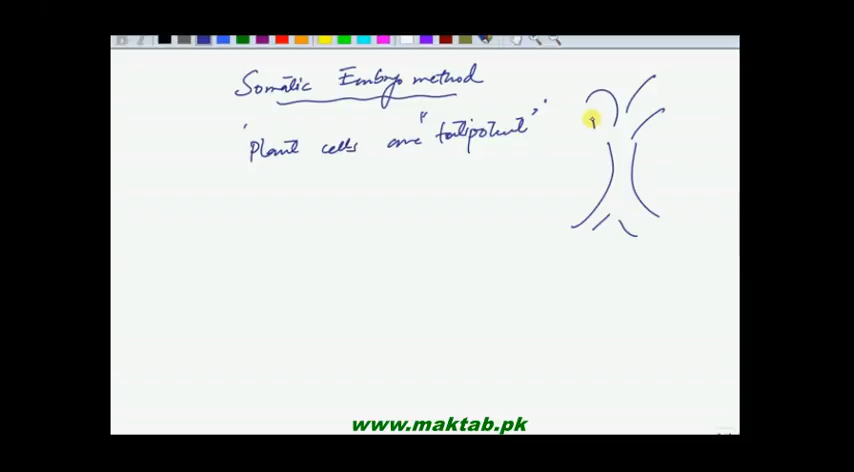 Somatic Embryo method
'Plant cells are "totipotent"'
www.maktab.pk